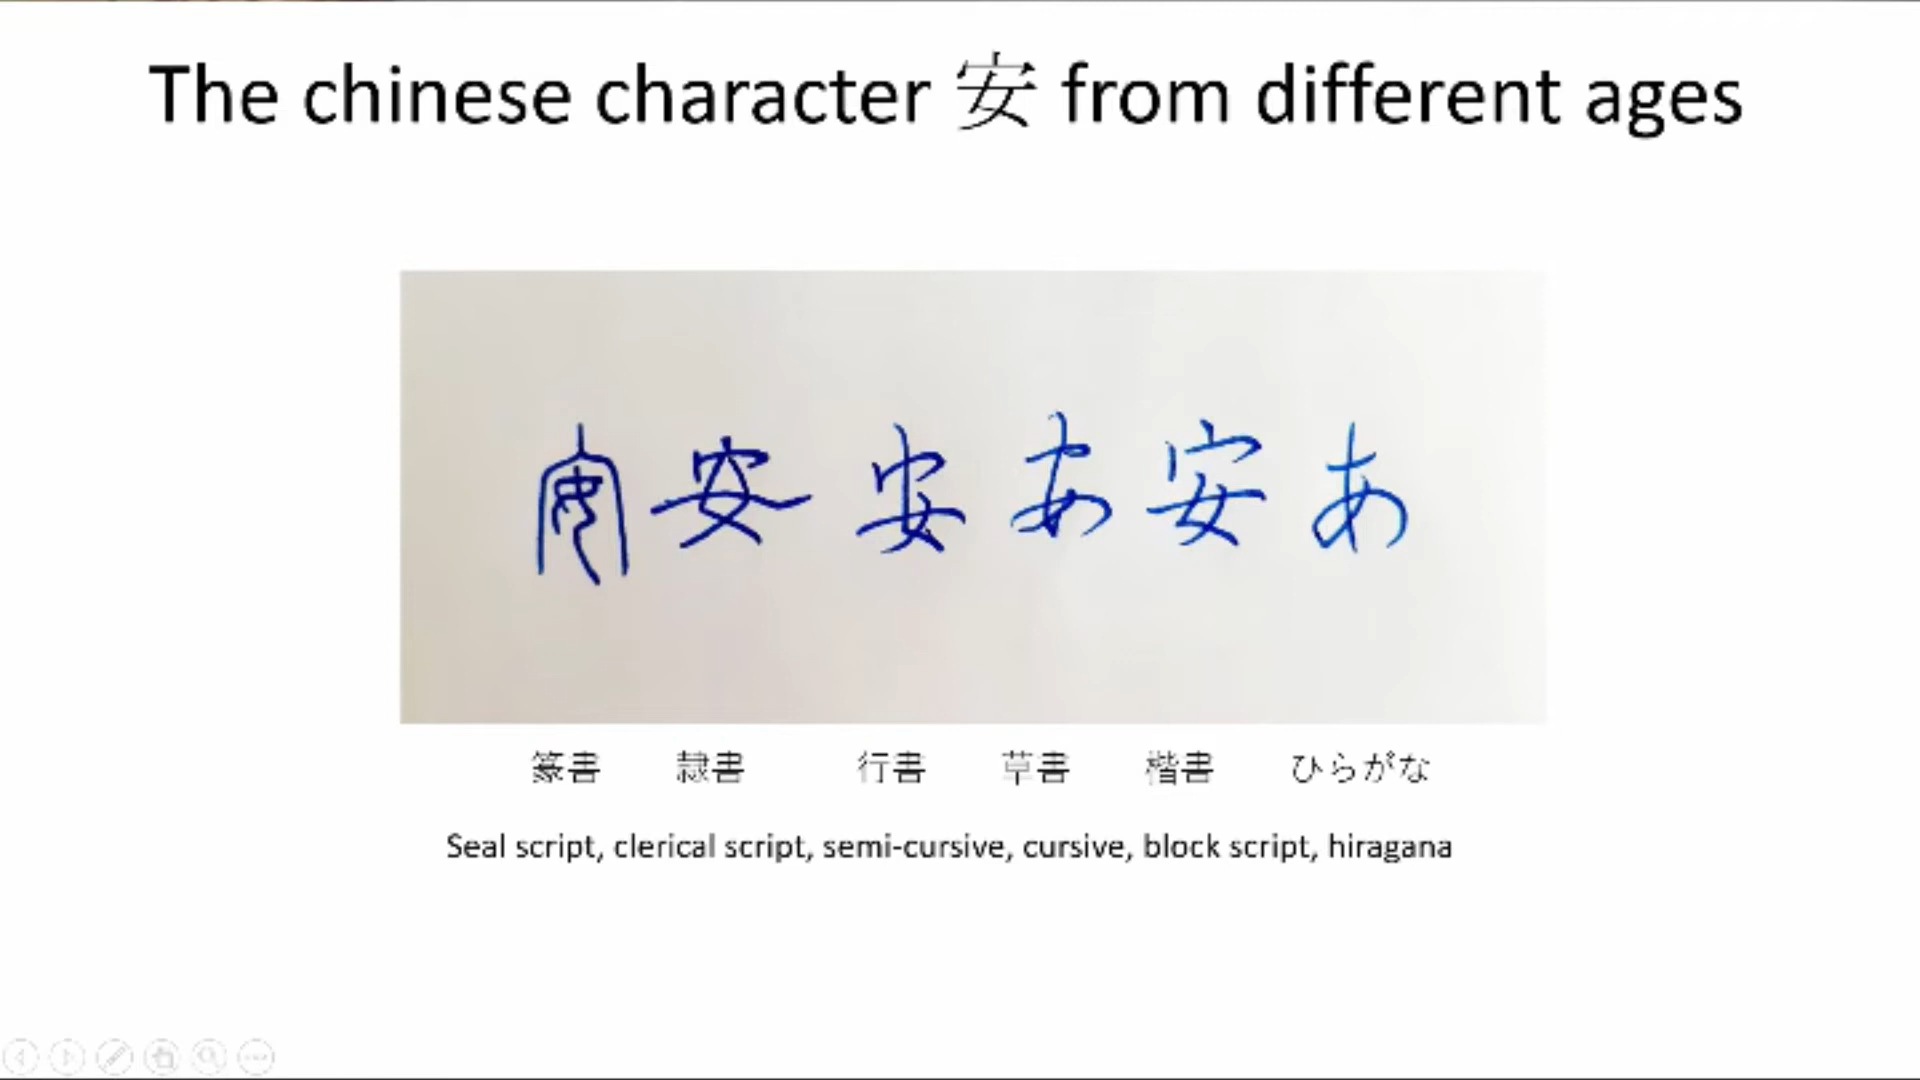 The chinese character 安 from different ages
安 安 安 あ 安 あ
篆書 隷書 行書 草書 楷書 ひらがな
Seal script, clerical script, semi-cursive, cursive, block script, hiragana